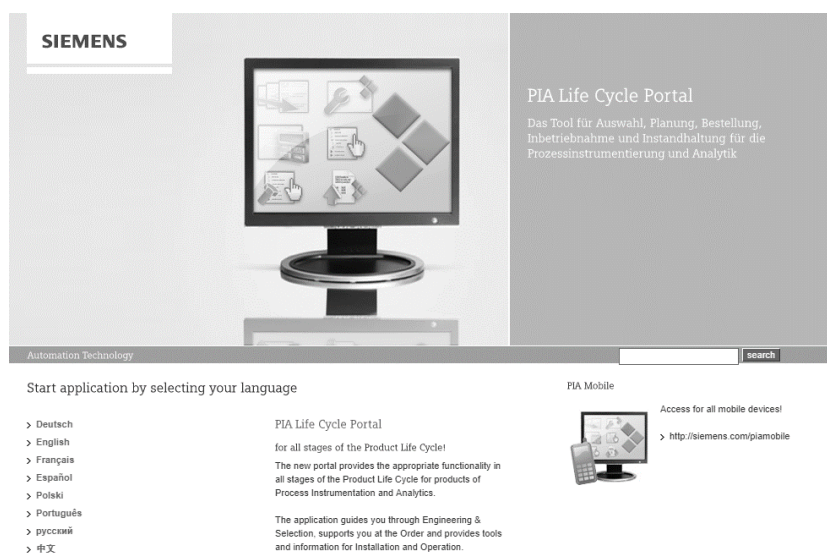 SIEMENS
PIA Life Cycle Portal
Das Tool für Auswahl, Planung, Bestellung,
Inbetriebnahme und Instandhaltung für die
Prozessinstrumentierung und Analytik
Automation Technology
search
Start application by selecting your language
Deutsch
English
Français
Español
Polski
Português
русский
中文
PIA Life Cycle Portal
for all stages of the Product Life Cycle!
The new portal provides the appropriate functionality in
all stages of the Product Life Cycle for products of
Process Instrumentation and Analytics.
The application guides you through Engineering &
Selection, supports you at the Order and provides tools
and information for Installation and Operation.
PIA Mobile
Access for all mobile devices!
http://siemens.com/piamobile